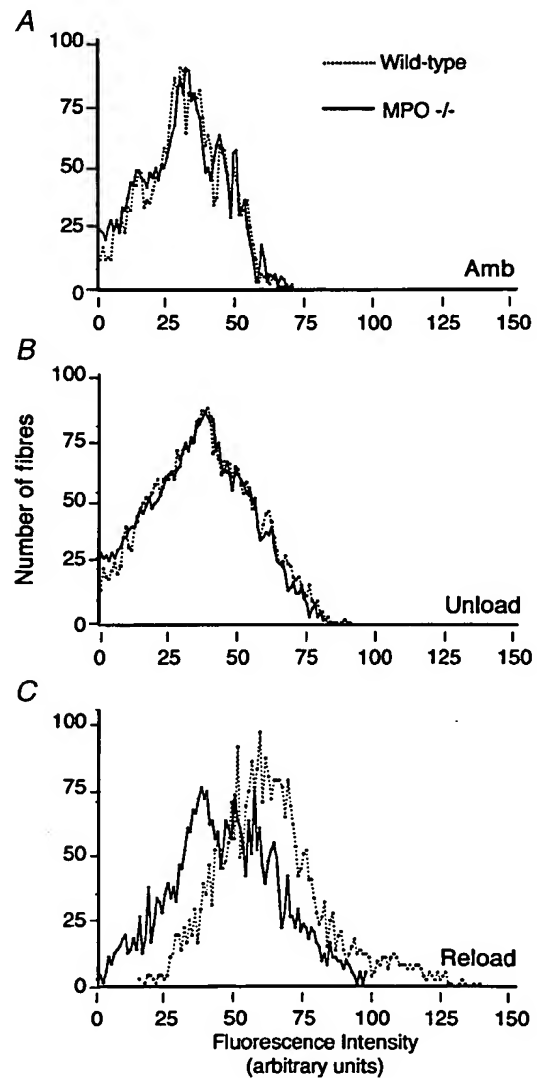 A
100
75
50
25
0
Wild-type
MPO -/-
Amb
0 25 50 75 100 125 150
B
100
75
50
25
0
Number of fibres
Unload
0 25 50 75 100 125 150
C
100
75
50
25
0
Reload
0 25 50 75 100 125 150
Fluorescence Intensity
(arbitrary units)